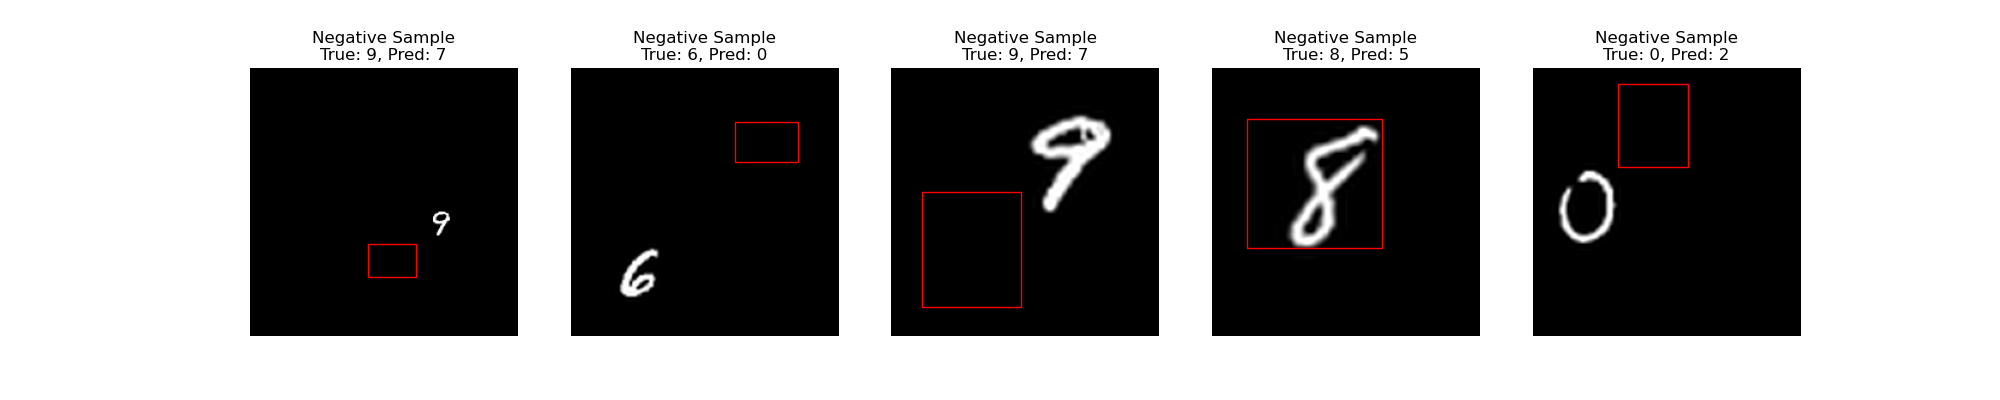 Negative Sample
True: 9, Pred: 7
Negative Sample
True: 6, Pred: 0
Negative Sample
True: 9, Pred: 7
Negative Sample
True: 8, Pred: 5
Negative Sample
True: 0, Pred: 2
9
6
9
8
0